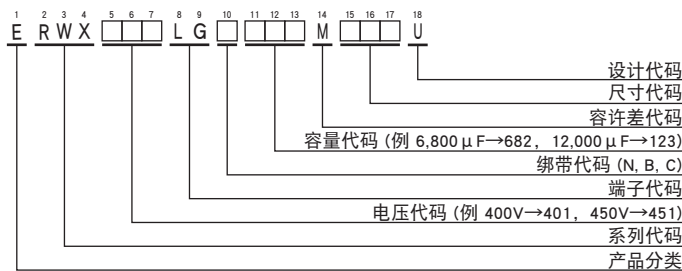 1 2 3 4 5 6 7 8 9 10 11 12 13 14 15 16 17 18
E RWX □□□ LG □ □□□ M □□□ U
设计代码
尺寸代码
容许差代码
容量代码 (例 6,800μF→682, 12,000μF→123)
绑带代码 (N, B, C)
端子代码
电压代码 (例 400V→401, 450V→451)
系列代码
产品分类